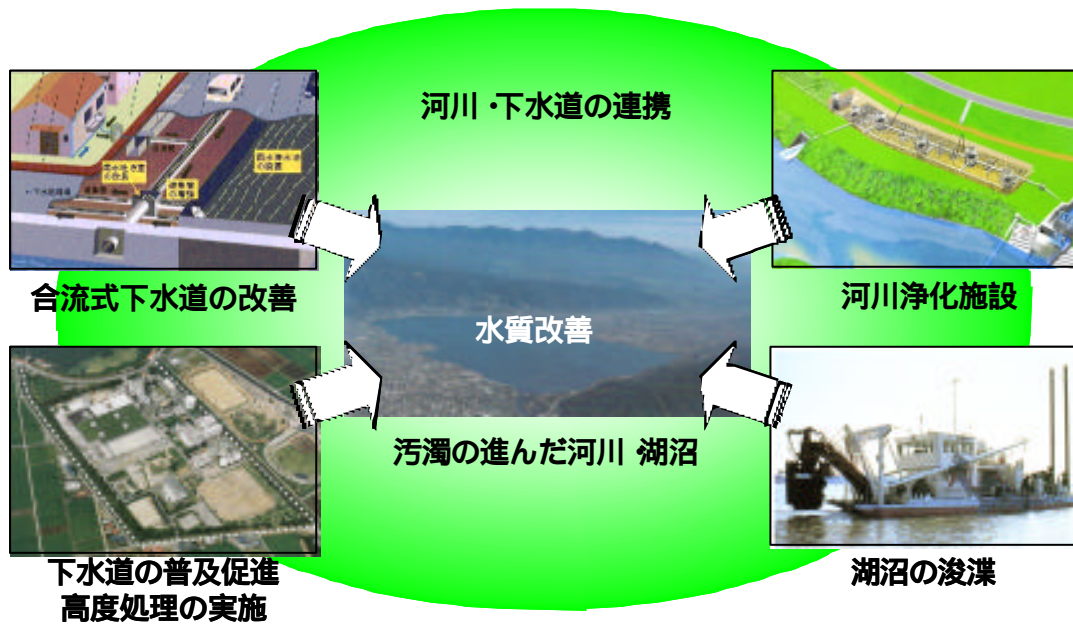 河川・下水道の連携
合流式下水道の改善
河川浄化施設
水質改善
汚濁の進んだ河川・湖沼
下水道の普及促進
高度処理の実施
湖沼の浚渫